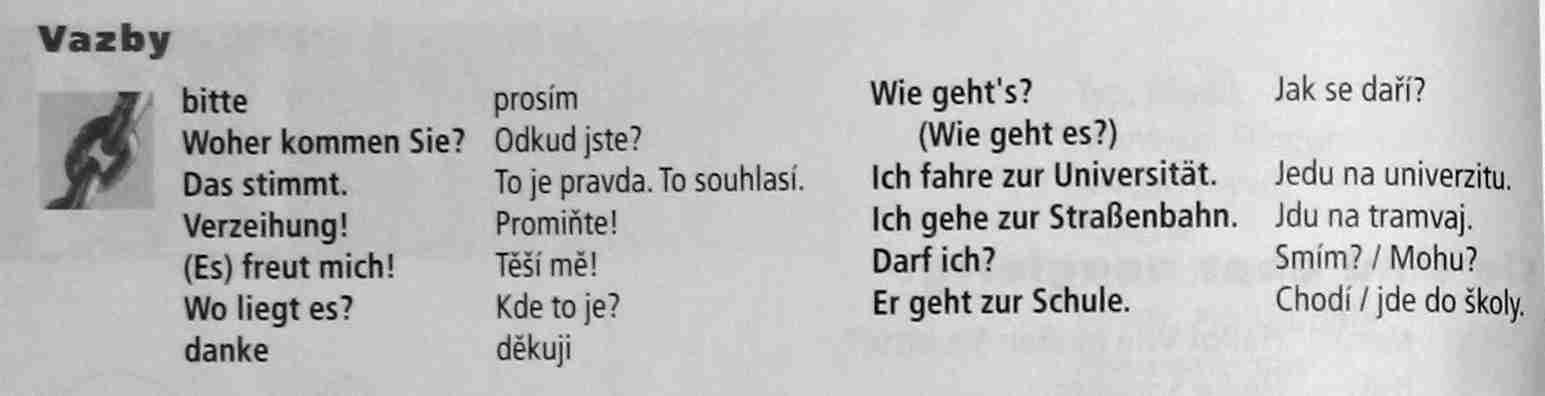 Vazby
bitte prosím
Woher kommen Sie? Odkud jste?
Das stimmt. To je pravda. To souhlasí.
Verzeihung! Promiňte!
(Es) freut mich! Těší mě!
Wo liegt es? Kde to je?
danke děkuji
Wie geht's? Jak se daří?
(Wie geht es?)
Ich fahre zur Universität. Jedu na univerzitu.
Ich gehe zur Straßenbahn. Jdu na tramvaj.
Darf ich? Smím? / Mohu?
Er geht zur Schule. Chodí / jde do školy.